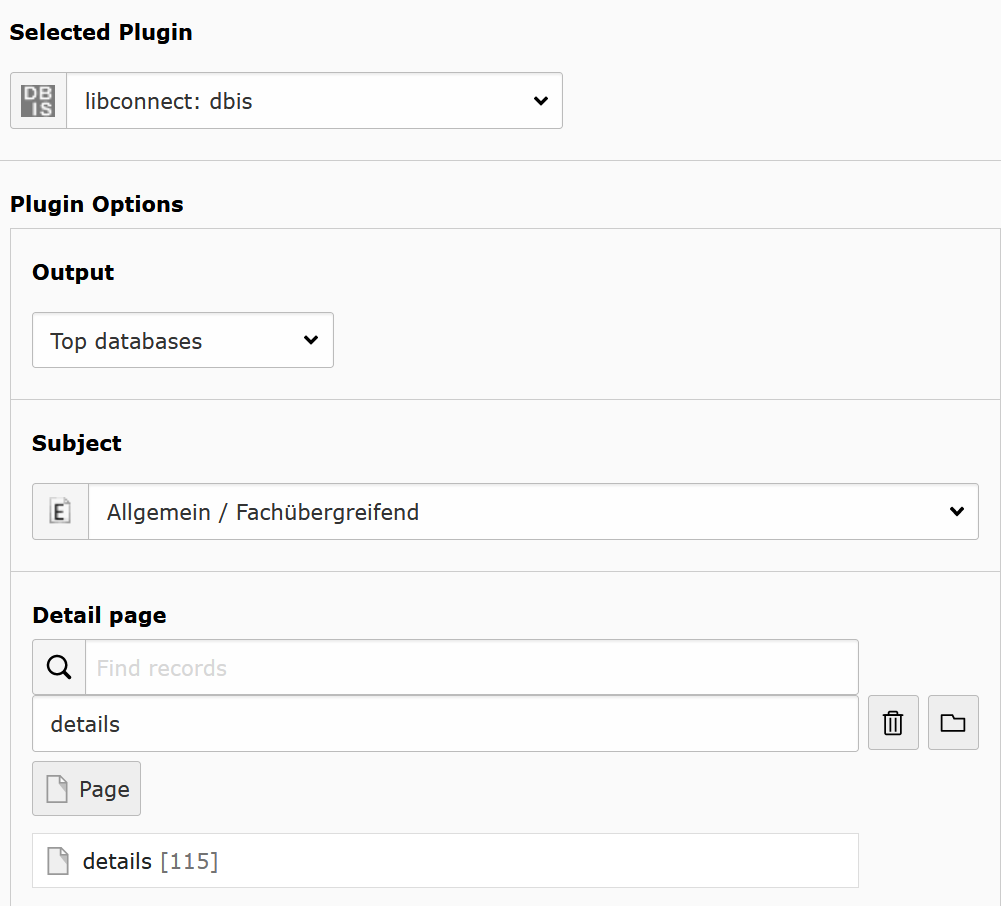 Selected Plugin
DB
IS
libconnect: dbis
Plugin Options
Output
Top databases
Subject
E
Allgemein / Fachübergreifend
Detail page
Find records
details
Page
details [115]